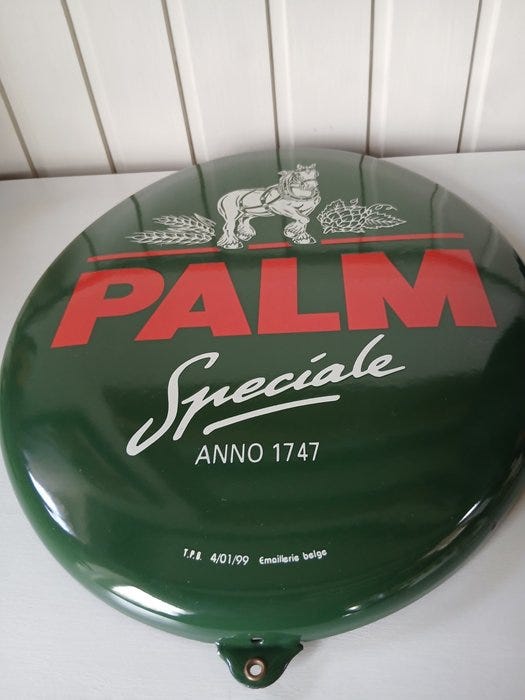 PALM
Speciale
ANNO 1747
T.P.B. 4/01/99 Emaillerie belge